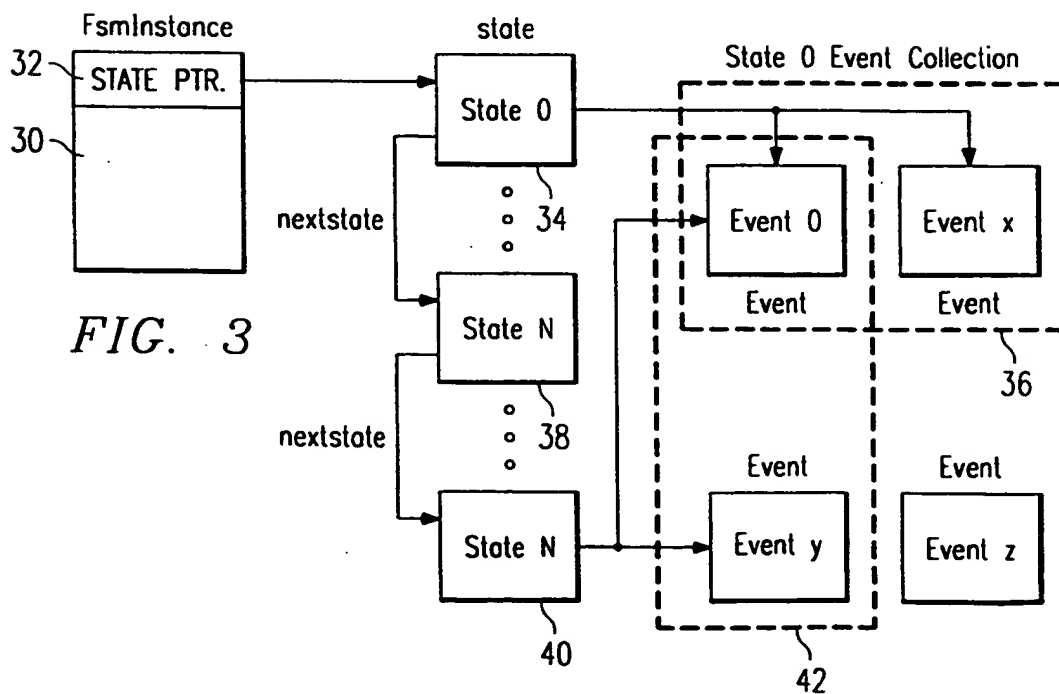 FsmInstance
state
32
STATE PTR.
State 0 Event Collection
State 0
30
34
Event 0
Event x
nextstate
Event
Event
36
FIG. 3
State N
38
nextstate
Event
Event
State N
Event y
Event z
40
42